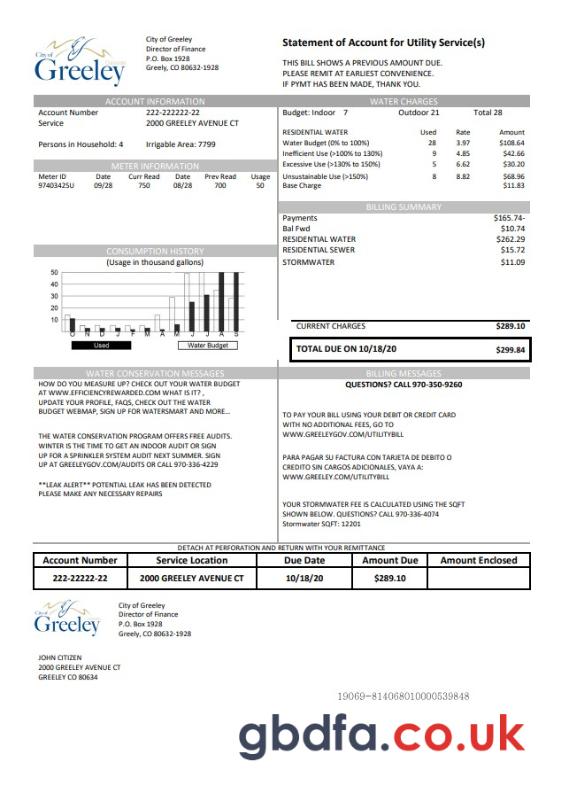 City of
Greeley
City of Greeley
Director of Finance
P.O. Box 1928
Greely, CO 80632-1928
Statement of Account for Utility Service(s)
THIS BILL SHOWS A PREVIOUS AMOUNT DUE.
PLEASE REMIT AT EARLIEST CONVENIENCE.
IF PYMT HAS BEEN MADE, THANK YOU.
ACCOUNT INFORMATION
Account Number 222-222222-22
Service 2000 GREELEY AVENUE CT
Persons in Household: 4 Irrigable Area: 7799
METER INFORMATION
Meter ID Date Curr Read Date Prev Read Usage
97403425U 09/28 750 08/28 700 50
CONSUMPTION HISTORY
(Usage in thousand gallons)
50
40
30
20
10
O N D J F M A M J J A S
Used Water Budget
WATER CHARGES
Budget: Indoor 7 Outdoor 21 Total 28
RESIDENTIAL WATER Used Rate Amount
Water Budget (0% to 100%) 28 3.97 $108.64
Inefficient Use (>100% to 130%) 9 4.85 $42.66
Excessive Use (>130% to 150%) 5 6.62 $30.20
Unsustainable Use (>150%) 8 8.82 $68.96
Base Charge $11.83
BILLING SUMMARY
Payments $165.74-
Bal Fwd $10.74
RESIDENTIAL WATER $262.29
RESIDENTIAL SEWER $15.72
STORMWATER $11.09
CURRENT CHARGES $289.10
TOTAL DUE ON 10/18/20 $299.84
WATER CONSERVATION MESSAGES
HOW DO YOU MEASURE UP? CHECK OUT YOUR WATER BUDGET
AT WWW.EFFICIENCYREWARDED.COM WHAT IS IT? ,
UPDATE YOUR PROFILE, FAQS, CHECK OUT THE WATER
BUDGET WEBMAP, SIGN UP FOR WATERSMART AND MORE...
THE WATER CONSERVATION PROGRAM OFFERS FREE AUDITS.
WINTER IS THE TIME TO GET AN INDOOR AUDIT OR SIGN
UP FOR A SPRINKLER SYSTEM AUDIT NEXT SUMMER. SIGN
UP AT GREELEYGOV.COM/AUDITS OR CALL 970-336-4229
**LEAK ALERT** POTENTIAL LEAK HAS BEEN DETECTED
PLEASE MAKE ANY NECESSARY REPAIRS
BILLING MESSAGES
QUESTIONS? CALL 970-350-9260
TO PAY YOUR BILL USING YOUR DEBIT OR CREDIT CARD
WITH NO ADDITIONAL FEES, GO TO
WWW.GREELEYGOV.COM/UTILITYBILL
PARA PAGAR SU FACTURA CON TARJETA DE DEBITO O
CREDITO SIN CARGOS ADICIONALES, VAYA A:
WWW.GREELEY.COM/UTILITYBILL
YOUR STORMWATER FEE IS CALCULATED USING THE SQFT
SHOWN BELOW. QUESTIONS? CALL 970-336-4074
Stormwater SQFT: 12201
DETACH AT PERFORATION AND RETURN WITH YOUR REMITTANCE
Account Number Service Location Due Date Amount Due Amount Enclosed
222-22222-22 2000 GREELEY AVENUE CT 10/18/20 $289.10
City of
Greeley
City of Greeley
Director of Finance
P.O. Box 1928
Greely, CO 80632-1928
JOHN CITIZEN
2000 GREELEY AVENUE CT
GREELEY CO 80634
19069-814068010000539848
gbdfa.co.uk